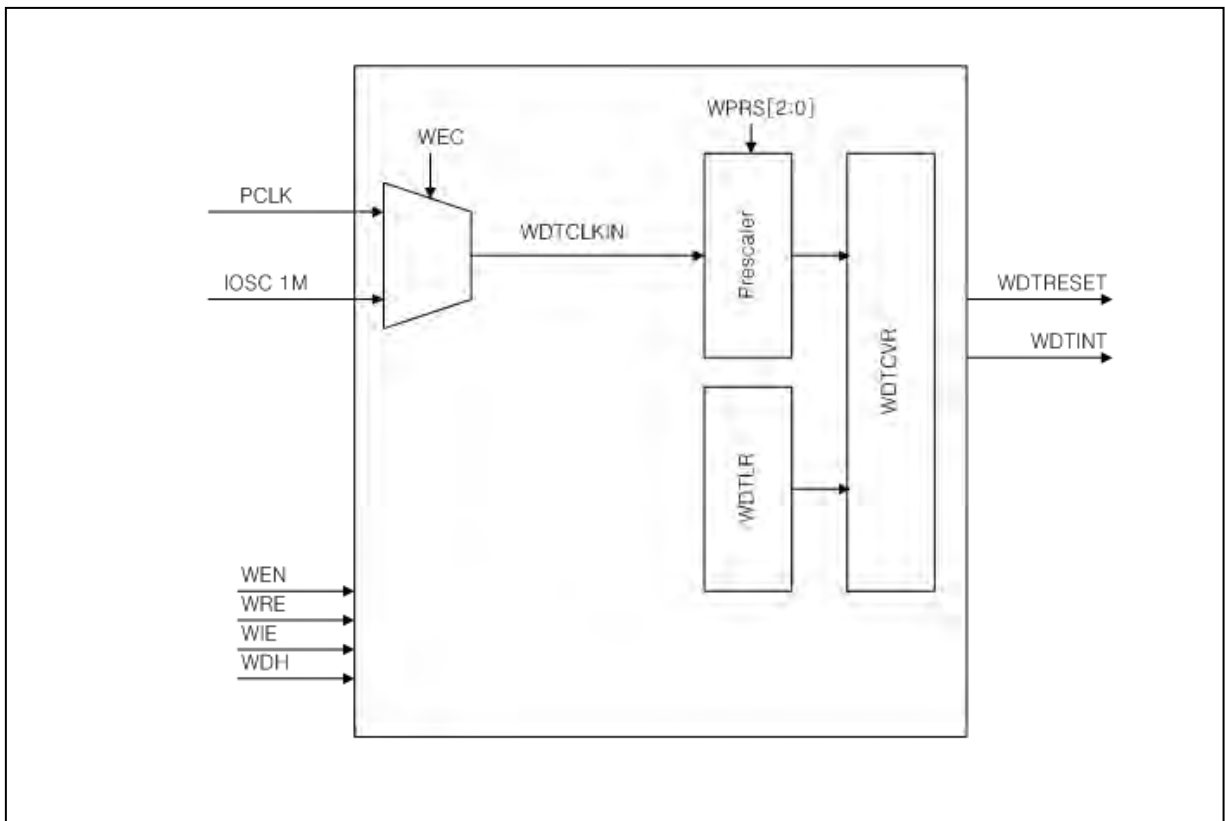 WPRS[2:0]
WEC
PCLK
WDTCLKIN
IOSC 1M
Prescaler
WDTCVR
WDTRESET
WDTINT
WDTLR
WEN
WRE
WIE
WDH